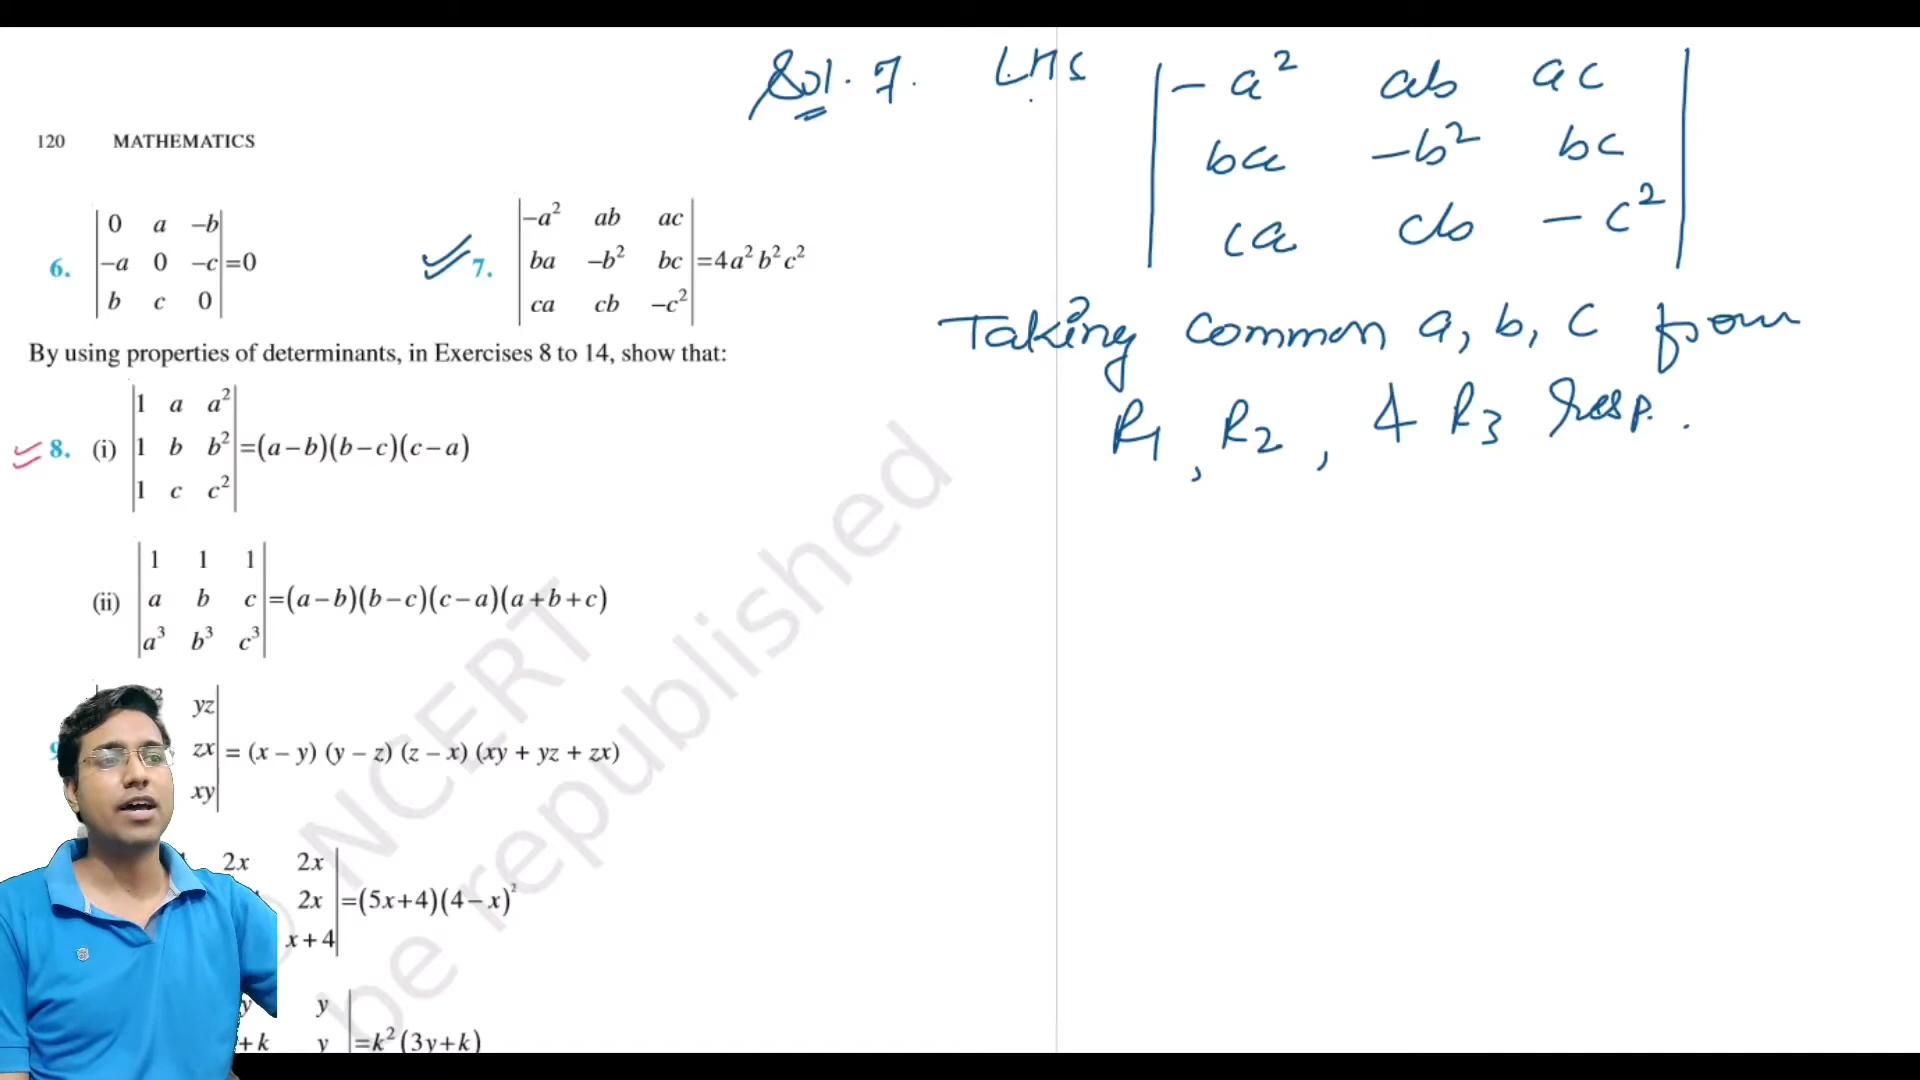 120 MATHEMATICS
6. |0 a −b|
|−a 0 −c| =0
|b c 0|
7. |−a² ab ac|
|ba −b² bc| =4a²b²c²
|ca cb −c²|
By using properties of determinants, in Exercises 8 to 14, show that:
8. (i) |1 a a²|
|1 b b²| =(a−b)(b−c)(c−a)
|1 c c²|
(ii) |1 1 1|
|a b c| =(a−b)(b−c)(c−a)(a+b+c)
|a³ b³ c³|
yz
zx = (x – y) (y – z) (z – x) (xy + yz + zx)
xy
2x 2x
2x =(5x+4)(4−x)²
x+4
y y
+k y =k²(3y+k)
© NCERT
be republished
Sol. 7. LHS |−a² ab ac|
|ba −b² bc|
|ca cb −c²|
Taking common a, b, c from
R1, R2, & R3 resp.